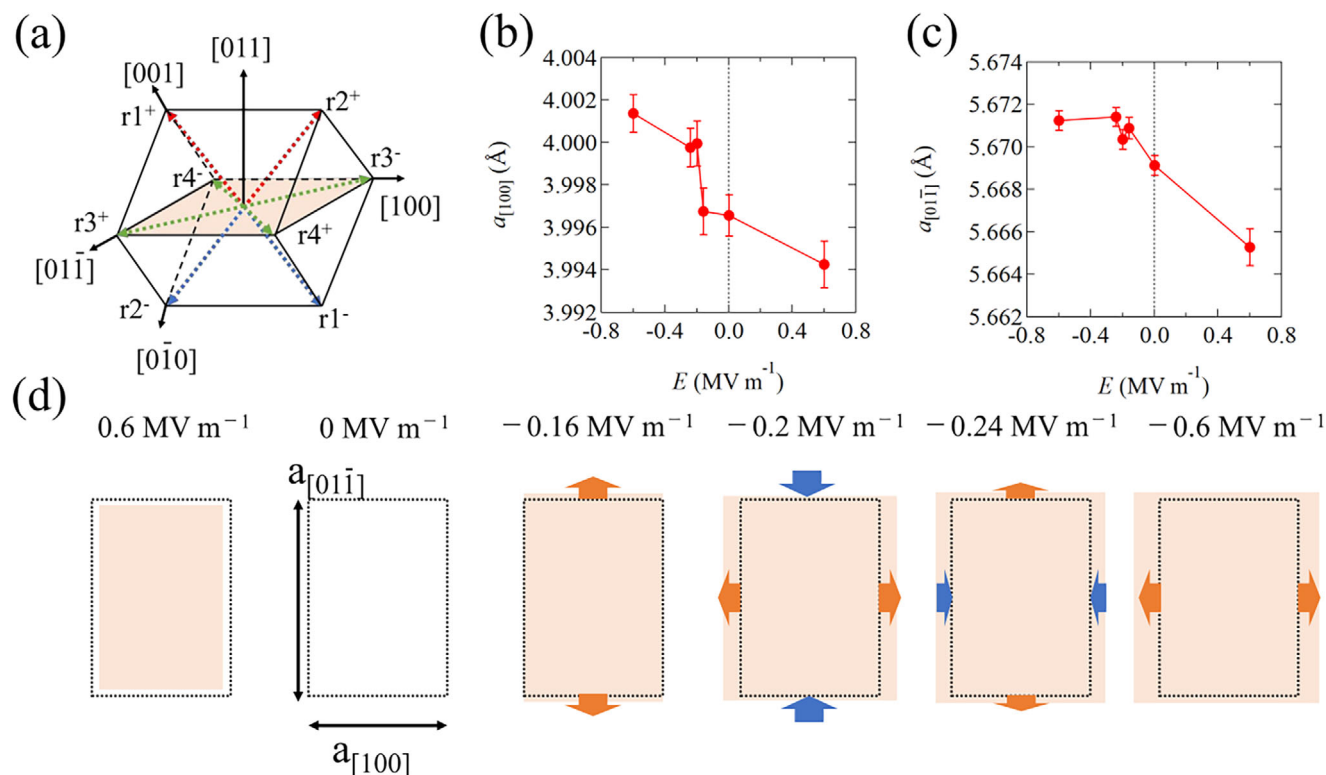 (a)
[011]
[001]
r1⁺
r2⁺
r4⁻
r3⁻
[100]
r3⁺
r4⁺
[011̄]
r2⁻
r1⁻
[01̄0]
(b)
4.004
4.002
4.000
3.998
3.996
3.994
3.992
a[100] (Å)
-0.8 -0.4 0.0 0.4 0.8
E (MV m⁻¹)
(c)
5.674
5.672
5.670
5.668
5.666
5.664
5.662
a[011̄] (Å)
-0.8 -0.4 0.0 0.4 0.8
E (MV m⁻¹)
(d)
0.6 MV m⁻¹
0 MV m⁻¹
−0.16 MV m⁻¹
−0.2 MV m⁻¹
−0.24 MV m⁻¹
−0.6 MV m⁻¹
a[011̄]
a[100]